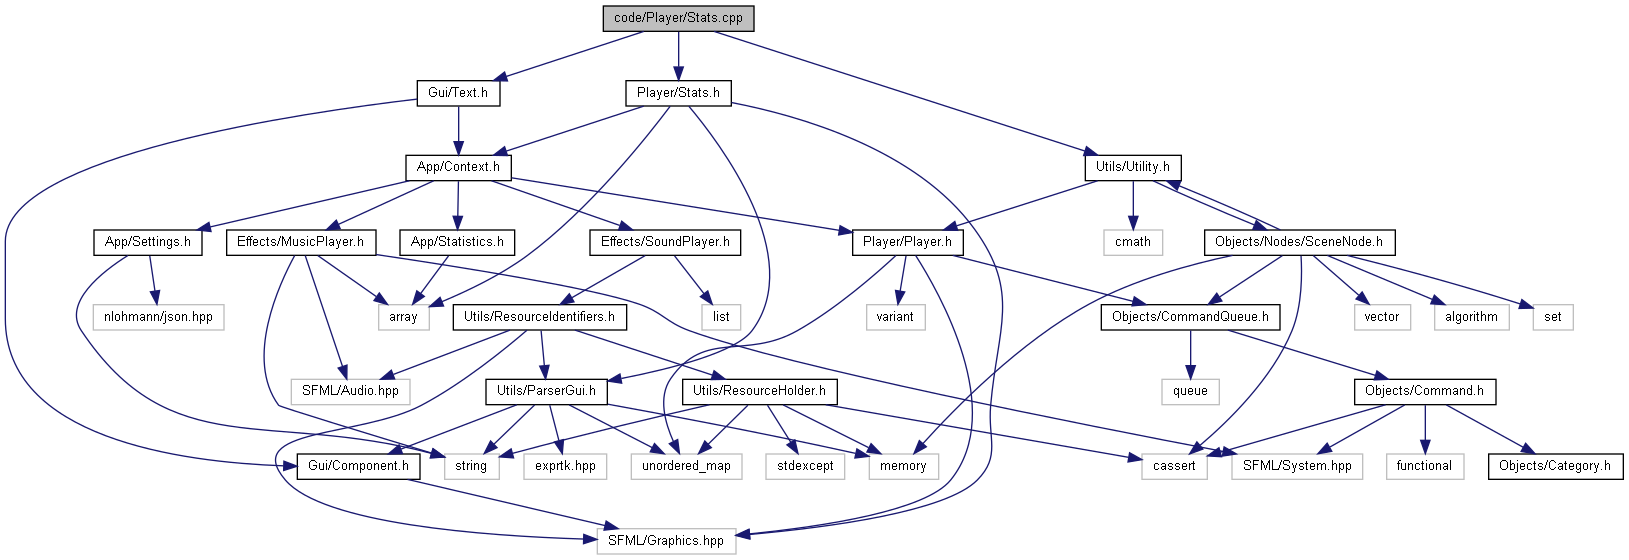 code/Player/Stats.cpp
Gui/Text.h
Player/Stats.h
App/Context.h
Utils/Utility.h
App/Settings.h
Effects/MusicPlayer.h
App/Statistics.h
Effects/SoundPlayer.h
Player/Player.h
cmath
Objects/Nodes/SceneNode.h
nlohmann/json.hpp
array
Utils/ResourceIdentifiers.h
list
variant
Objects/CommandQueue.h
vector
algorithm
set
SFML/Audio.hpp
Utils/ParserGui.h
Utils/ResourceHolder.h
queue
Objects/Command.h
Gui/Component.h
string
exprtk.hpp
unordered_map
stdexcept
memory
cassert
SFML/System.hpp
functional
Objects/Category.h
SFML/Graphics.hpp